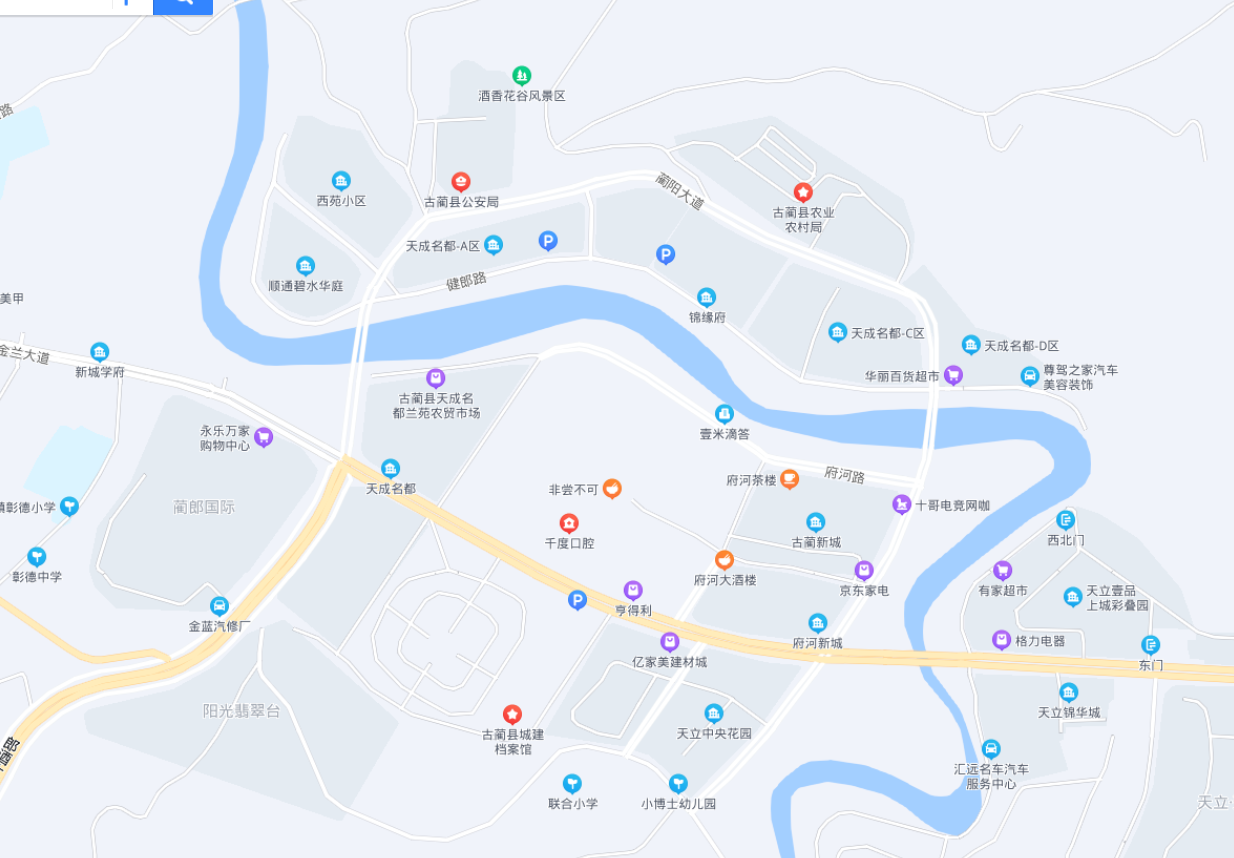 酒香花谷风景区
路
西苑小区
古蔺县公安局
蔺阳大道
古蔺县农业
农村局
天成名都-A区
P
P
顺通碧水华庭
健郎路
美甲
锦缘府
天成名都-C区
天成名都-D区
金兰大道
新城学府
华丽百货超市
尊驾之家汽车
美容装饰
古蔺县天成名
都兰苑农贸市场
永乐万家
购物中心
壹米滴答
天成名都
府河茶楼
府河路
非尝不可
蔺郎国际
十哥电竞网咖
镇彰德小学
千度口腔
古蔺新城
西北门
彰德中学
府河大酒楼
京东家电
有家超市
天立壹品
上城彩叠园
P
亨得利
金蓝汽修厂
府河新城
格力电器
亿家美建材城
东门
阳光翡翠台
天立锦华城
古蔺县城建
档案馆
天立中央花园
汇远名车汽车
服务中心
联合小学
小博士幼儿园
天立